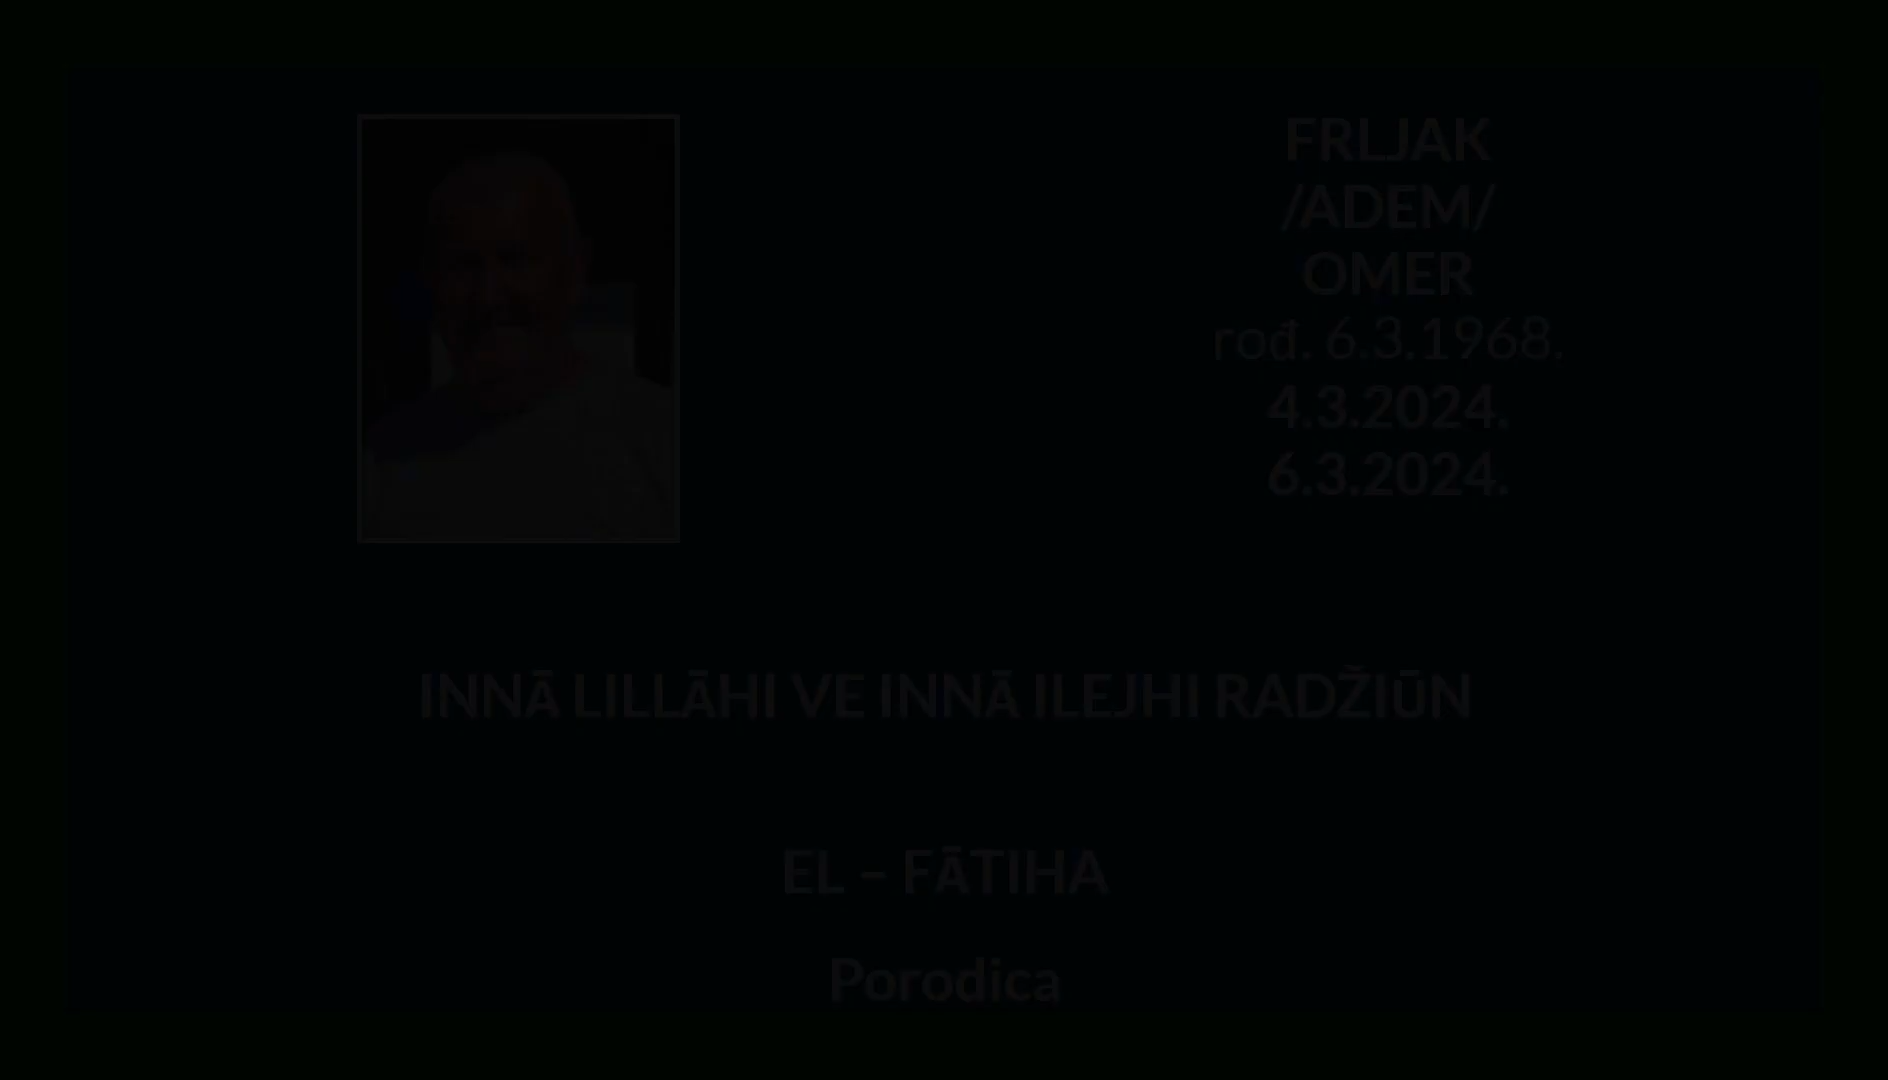 FRLJAK
/ADEM/
OMER
rođ. 6.3.1968.
4.3.2024.
6.3.2024.
INNĀ LILLĀHI VE INNĀ ILEJHI RADŽIŪN
EL – FĀTIHA
Porodica